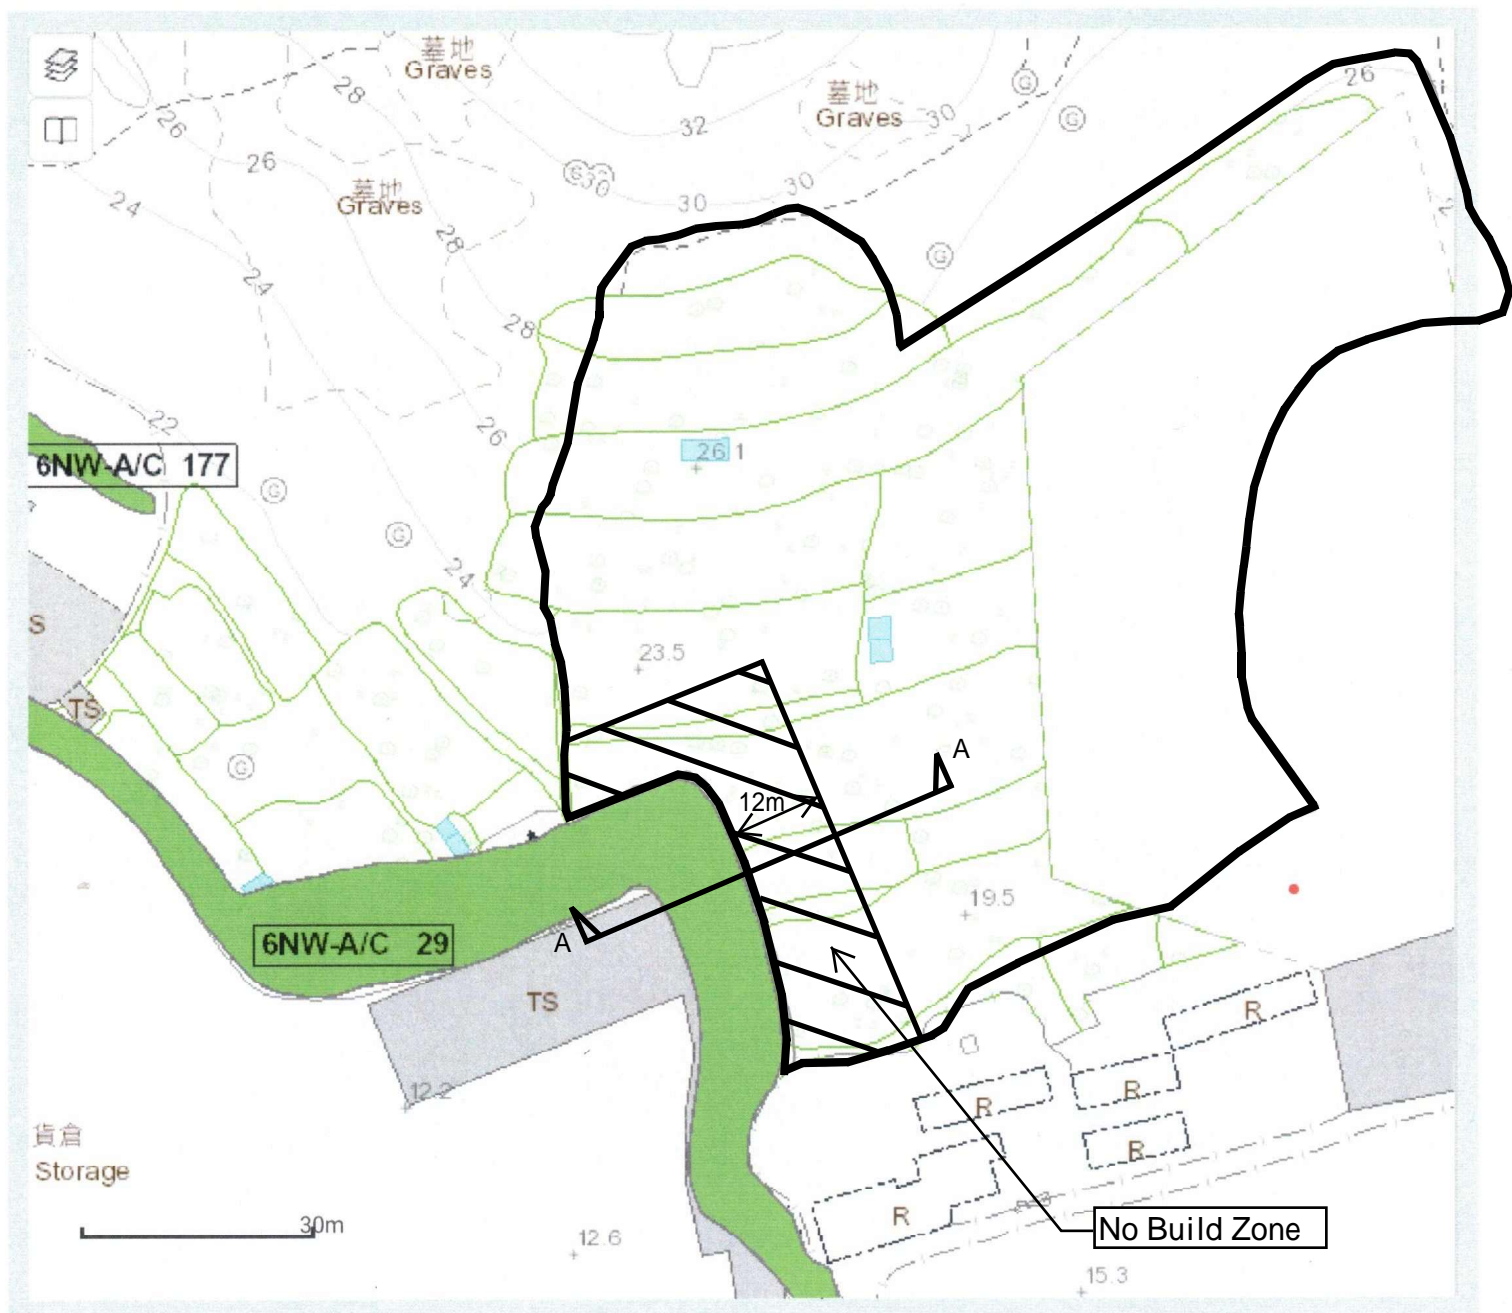 墓地
Graves
墓地
Graves
墓地
Graves
28
26
26
24
24
28
28
26
24
22
32
30
30
30
30
26
G
G
G
G
G
G
G
6NW-A/C 177
26 1
23.5
S
TS
A
12m
19.5
6NW-A/C 29
A
TS
R
R
R
R
R
12.2
貨倉
Storage
30m
12.6
No Build Zone
15.3